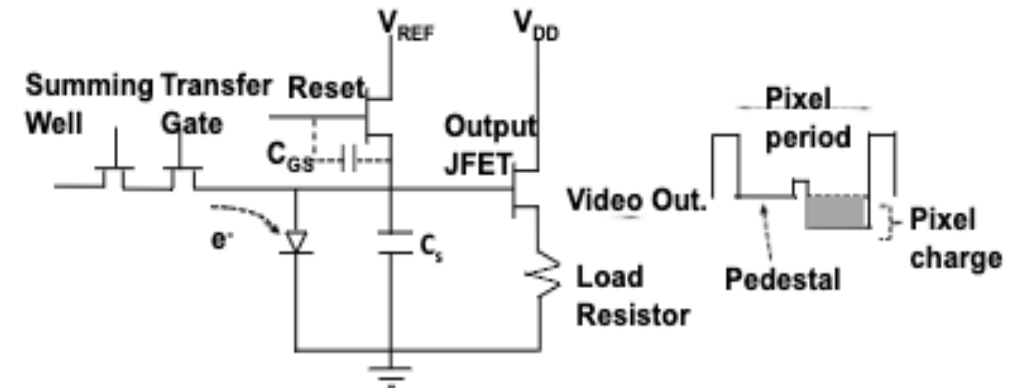 V_REF
V_DD
Summing Transfer Reset
Well Gate
C_GS
Output
JFET
e-
C_s
Video Out.
Load
Resistor
Pixel
period
Pedestal
Pixel
charge